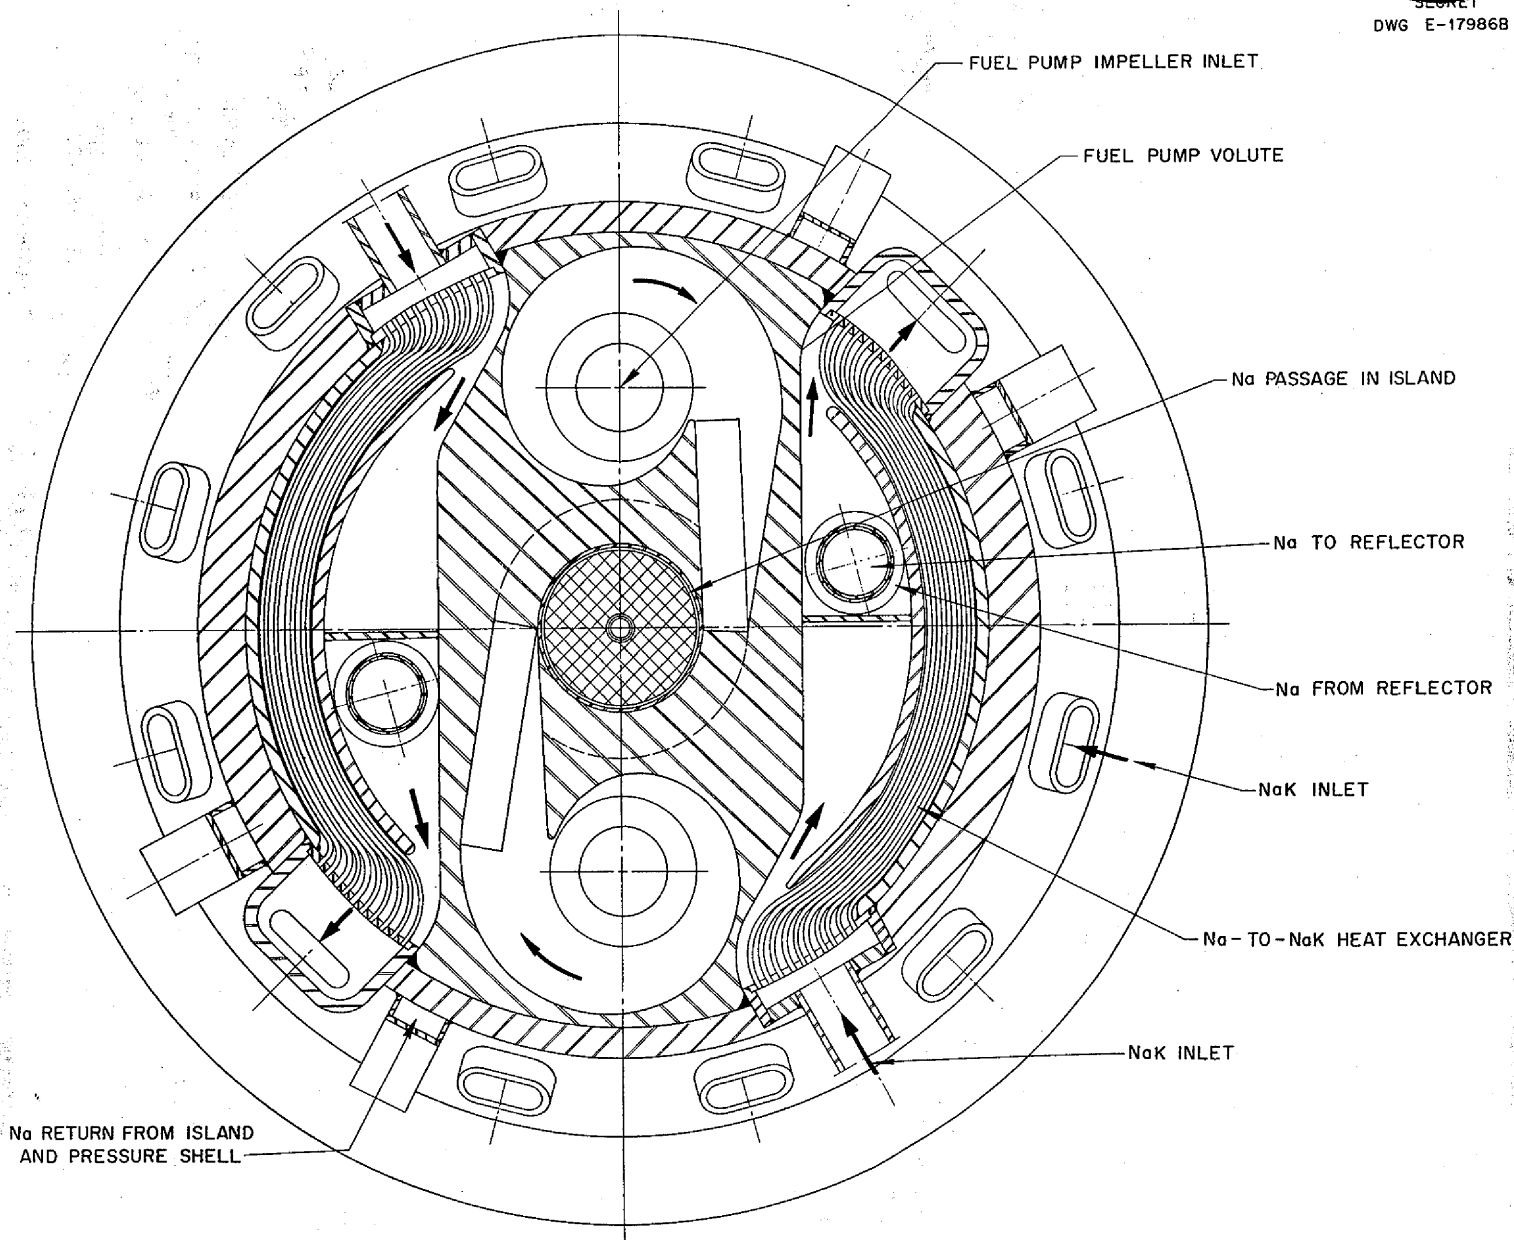 SECRET
DWG E-17986B
FUEL PUMP IMPELLER INLET
FUEL PUMP VOLUTE
Na PASSAGE IN ISLAND
Na TO REFLECTOR
Na FROM REFLECTOR
NaK INLET
Na-TO-NaK HEAT EXCHANGER
NaK INLET
Na RETURN FROM ISLAND
AND PRESSURE SHELL